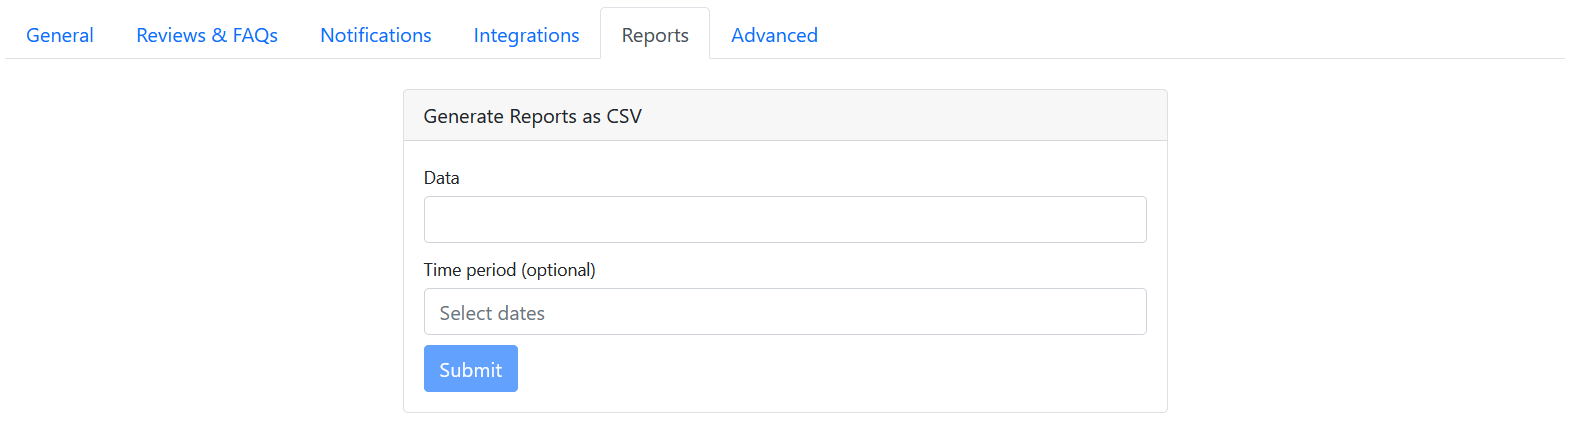 General Reviews & FAQs Notifications Integrations Reports Advanced
Generate Reports as CSV
Data
Time period (optional)
Select dates
Submit